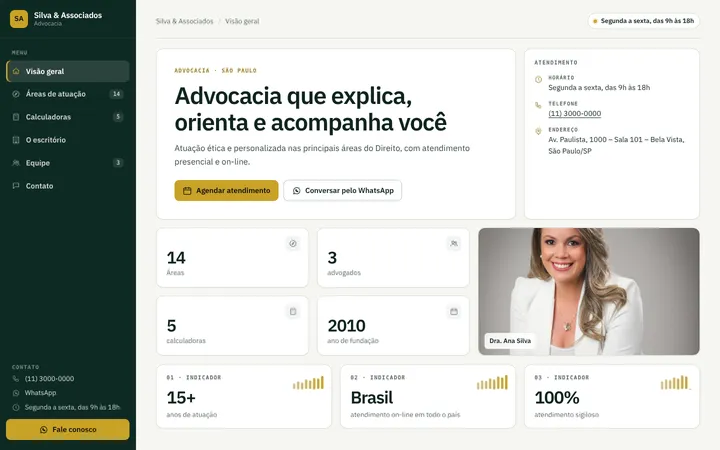 SA
Silva & Associados
Advocacia
MENU
Visão geral
Áreas de atuação 14
Calculadoras 5
O escritório
Equipe 3
Contato
CONTATO
(11) 3000-0000
WhatsApp
Segunda a sexta, das 9h às 18h
Fale conosco
Silva & Associados / Visão geral
Segunda a sexta, das 9h às 18h
ADVOCACIA · SÃO PAULO
Advocacia que explica,
orienta e acompanha você
Atuação ética e personalizada nas principais áreas do Direito, com atendimento
presencial e on-line.
Agendar atendimento
Conversar pelo WhatsApp
ATENDIMENTO
HORÁRIO
Segunda a sexta, das 9h às 18h
TELEFONE
(11) 3000-0000
ENDEREÇO
Av. Paulista, 1000 – Sala 101 – Bela Vista,
São Paulo/SP
14
Áreas
3
advogados
5
calculadoras
2010
ano de fundação
Dra. Ana Silva
01 · INDICADOR
15+
anos de atuação
02 · INDICADOR
Brasil
atendimento on-line em todo o país
03 · INDICADOR
100%
atendimento sigiloso